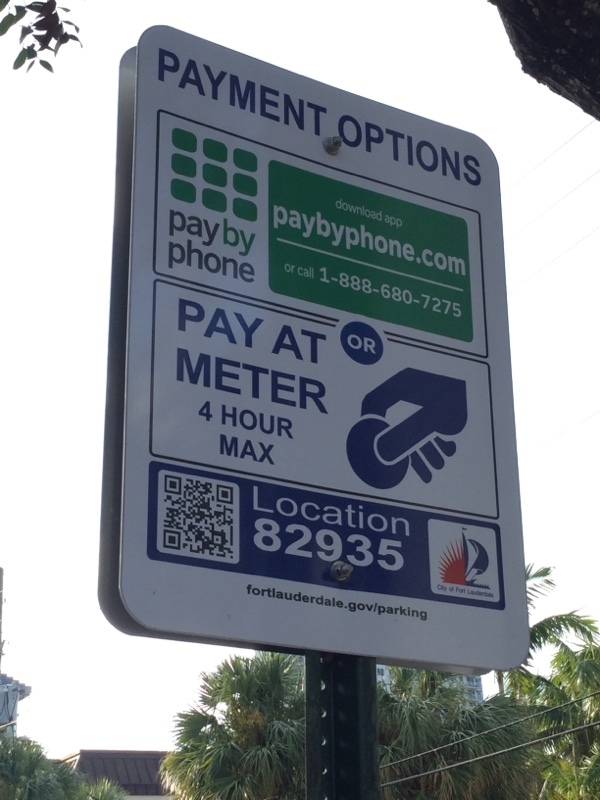 PAYMENT OPTIONS
pay by
phone
download app
paybyphone.com
or call 1-888-680-7275
OR
PAY AT
METER
4 HOUR
MAX
Location
82935
City of Fort Lauderdale
fortlauderdale.gov/parking